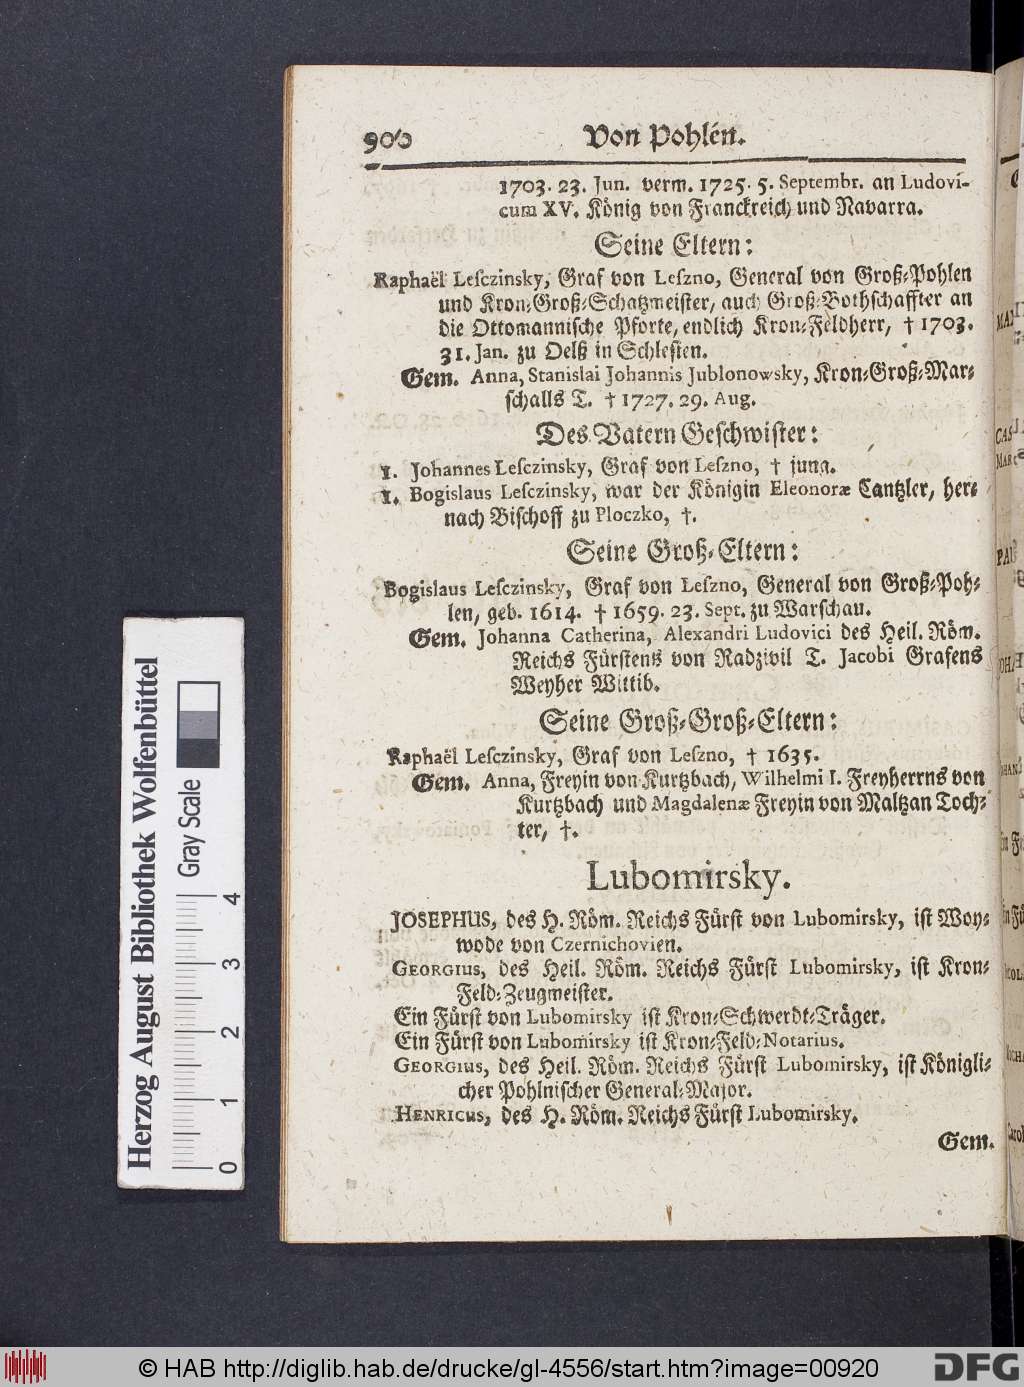 906 Von Pohlen.
1703. 23. Jun. verm. 1725. 5. Septembr. an Ludovi-
cum XV. König von Franckreich und Navarra.
Seine Eltern:
Raphaël Lesczinsky, Graf von Leszno, General von Groß-Pohlen
und Kron-Groß-Schatzmeister, auch Groß-Bothschaffter an
die Ottomannische Pforte, endlich Kron-Feldherr, † 1703.
31. Jan. zu Oelß in Schlesien.
Gem. Anna, Stanislai Johannis Jublonowsky, Kron-Groß-Mar-
schalls T. † 1727. 29. Aug.
Des Vatern Geschwister:
1. Johannes Lesczinsky, Graf von Leszno, † jung.
1. Bogislaus Lesczinsky, war der Königin Eleonoræ Cantzler, her-
nach Bischoff zu Ploczko, †.
Seine Groß-Eltern:
Bogislaus Lesczinsky, Graf von Leszno, General von Groß-Poh-
len, geb. 1614. † 1659. 23. Sept. zu Warschau.
Gem. Johanna Catherina, Alexandri Ludovici des Heil. Röm.
Reichs Fürstens von Radzivil T. Jacobi Grafens
Weyher Wittib.
Seine Groß-Groß-Eltern:
Raphaël Lesczinsky, Graf von Leszno, † 1635.
Gem. Anna, Freyin von Kurtzbach, Wilhelmi I. Freyherrns von
Kurtzbach und Magdalenæ Freyin von Maltzan Toch-
ter, †.
Lubomirsky.
JOSEPHUS, des H. Röm. Reichs Fürst von Lubomirsky, ist Woy-
wode von Czernichovien.
GEORGIUS, des Heil. Röm. Reichs Fürst Lubomirsky, ist Kron-
Feld-Zeugmeister.
Ein Fürst von Lubomirsky ist Kron-Schwerdt-Träger.
Ein Fürst von Lubomirsky ist Kron-Feld-Notarius.
GEORGIUS, des Heil. Röm. Reichs Fürst Lubomirsky, ist Königli-
cher Pohlnischer General-Major.
HENRICUS, des H. Röm. Reichs Fürst Lubomirsky.
Gem.
Herzog August Bibliothek Wolfenbüttel
Gray Scale
0 1 2 3 4
© HAB http://diglib.hab.de/drucke/gl-4556/start.htm?image=00920
DFG